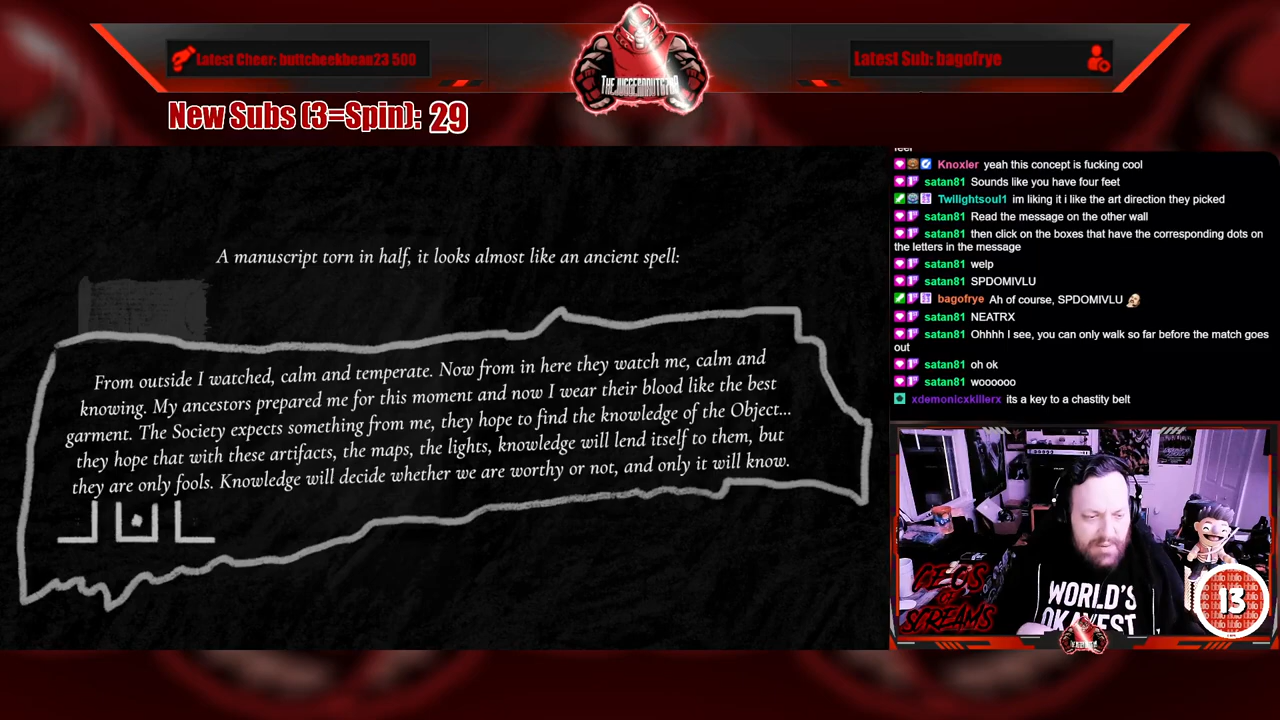 Latest Cheer: buttcheekbean23 500
Latest Sub: bagofrye
THEJUGGERNAUTGTR
New Subs (3=Spin): 29
A manuscript torn in half, it looks almost like an ancient spell:
From outside I watched, calm and temperate. Now from in here they watch me, calm and
knowing. My ancestors prepared me for this moment and now I wear their blood like the best
garment. The Society expects something from me, they hope to find the knowledge of the Object...
they hope that with these artifacts, the maps, the lights, knowledge will lend itself to them, but
they are only fools. Knowledge will decide whether we are worthy or not, and only it will know.
feel
Knoxler yeah this concept is fucking cool
satan81 Sounds like you have four feet
Twilightsoul1 im liking it i like the art direction they picked
satan81 Read the message on the other wall
satan81 then click on the boxes that have the corresponding dots on
the letters in the message
satan81 welp
satan81 SPDOMIVLU
bagofrye Ah of course, SPDOMIVLU
satan81 NEATRX
satan81 Ohhhh I see, you can only walk so far before the match goes
out
satan81 oh ok
satan81 woooooo
xdemonicxkillerx its a key to a chastity belt
WORLD'S
OKAYEST
SCREAMS
13